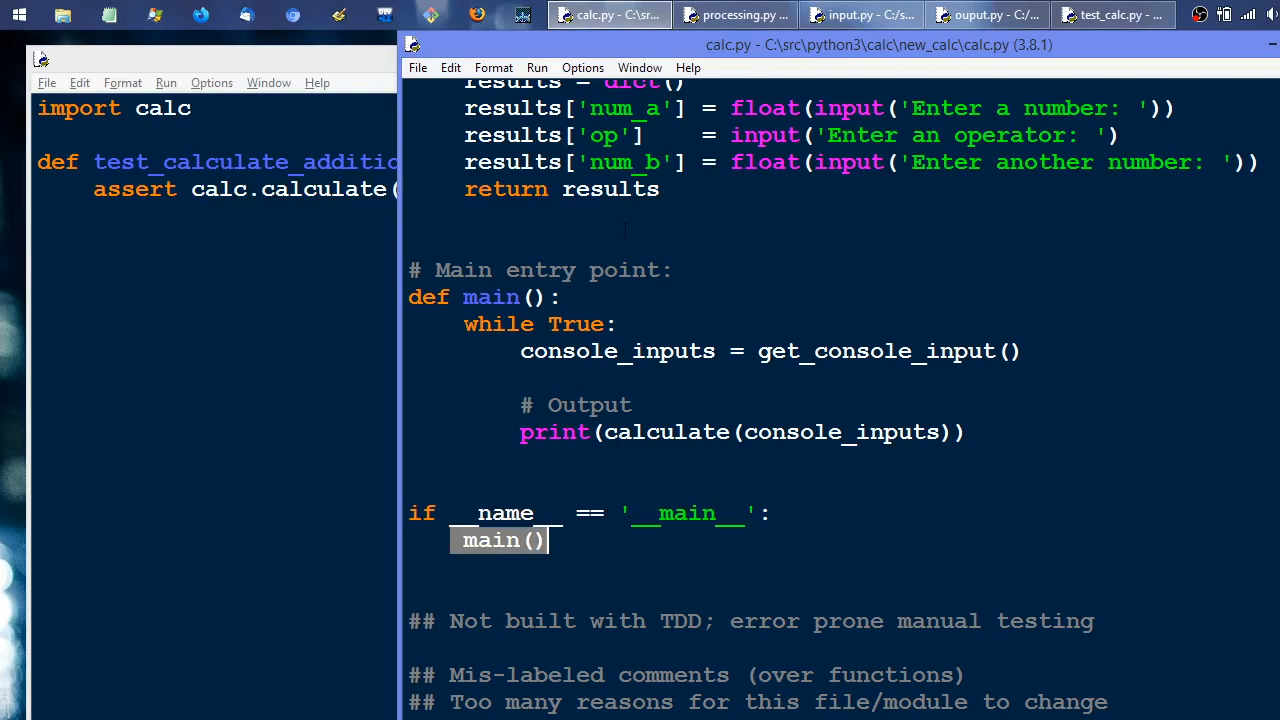 calc.py - C:\sr...
processing.py ...
input.py - C:/s...
ouput.py - C:/...
test_calc.py - ...
calc.py - C:\src\python3\calc\new_calc\calc.py (3.8.1)
File Edit Format Run Options Window Help
import calc
def test_calculate_additic
assert calc.calculate(
File Edit Format Run Options Window Help
results = dict()
results['num_a'] = float(input('Enter a number: '))
results['op']    = input('Enter an operator: ')
results['num_b'] = float(input('Enter another number: '))
return results
# Main entry point:
def main():
while True:
console_inputs = get_console_input()
# Output
print(calculate(console_inputs))
if __name__ == '__main__':
main()
## Not built with TDD; error prone manual testing
## Mis-labeled comments (over functions)
## Too many reasons for this file/module to change